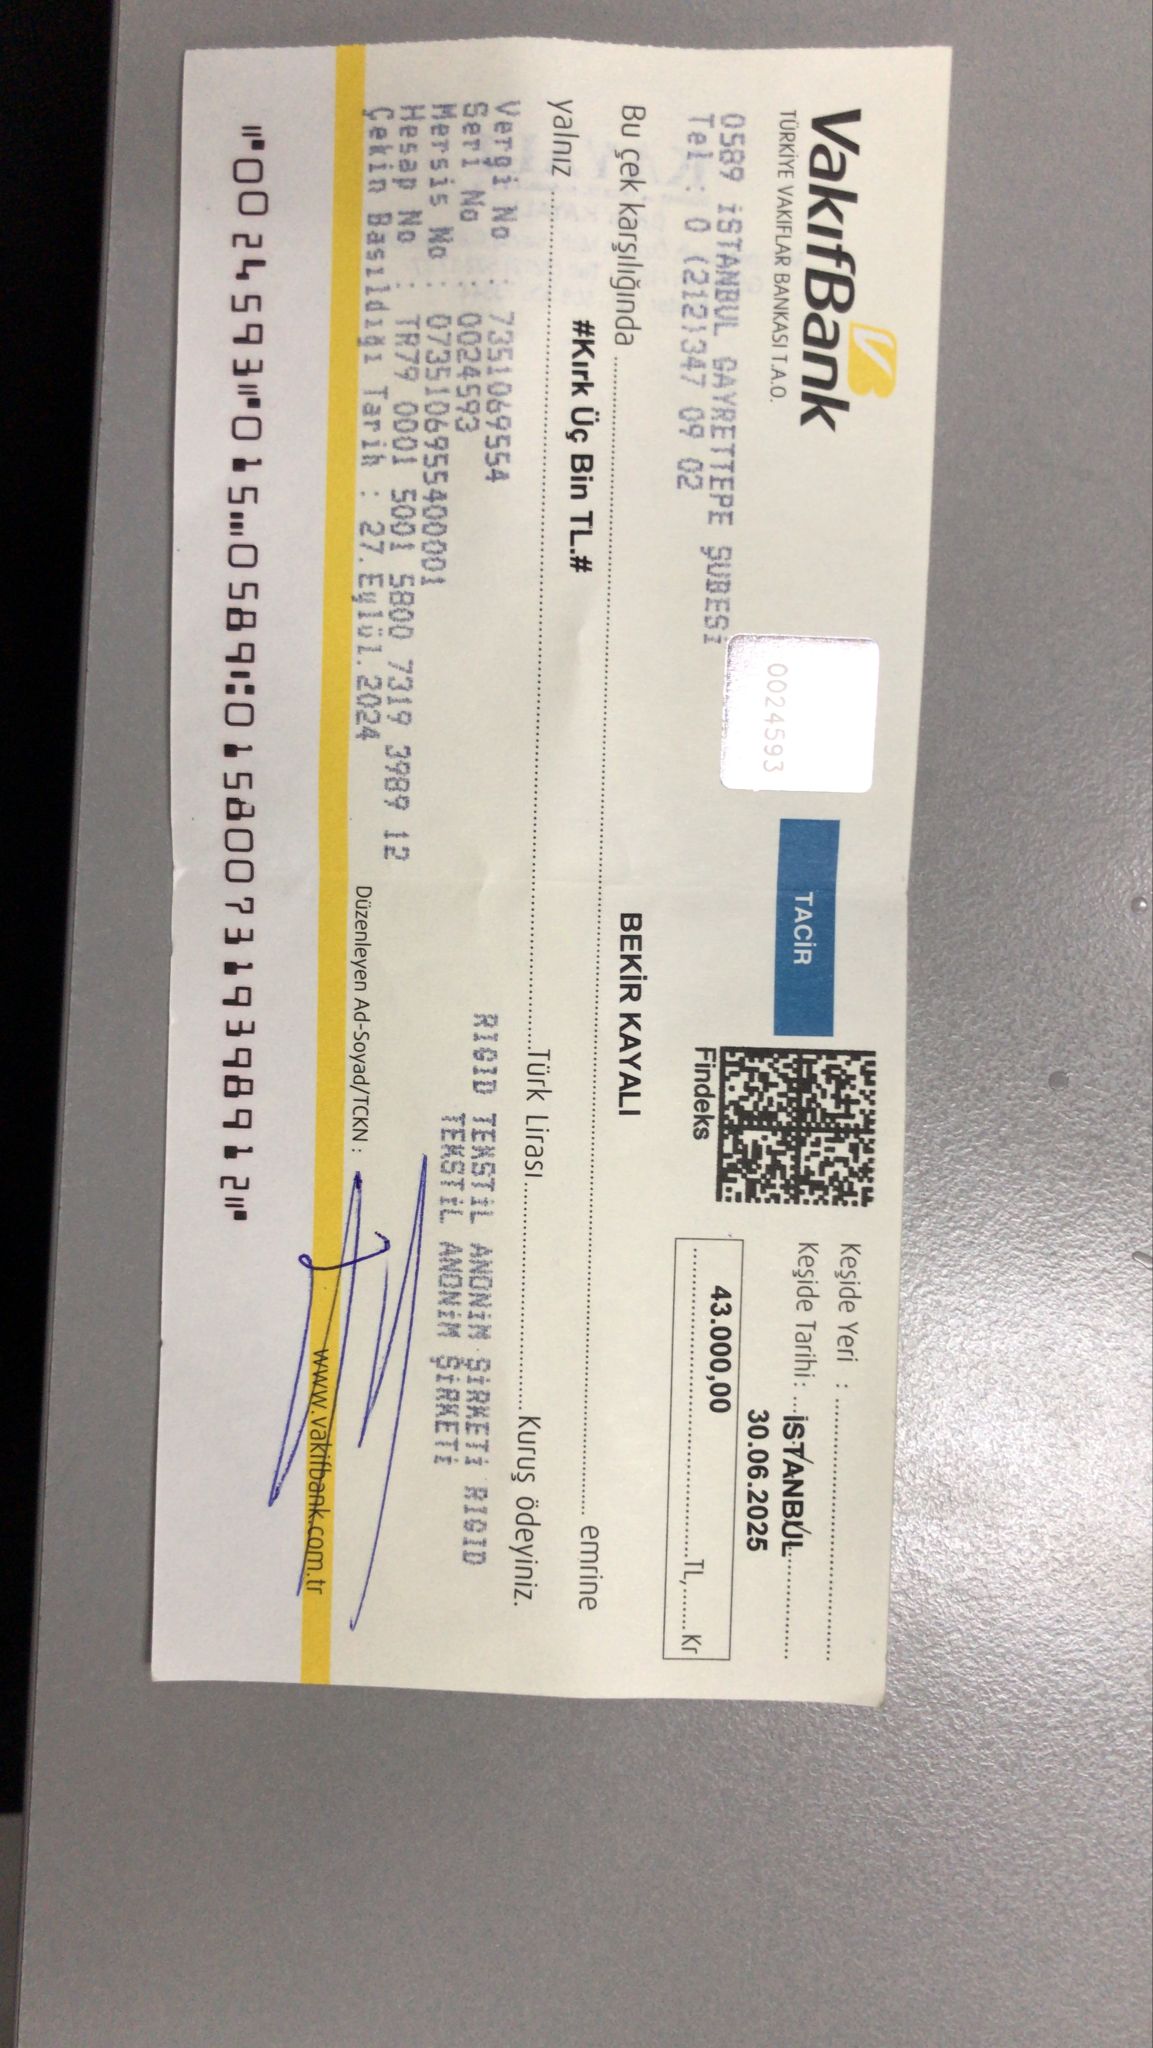 VakıfBank
TÜRKİYE VAKIFLAR BANKASI T.A.O.
0024593
TACİR
Findeks
Keşide Yeri :
Keşide Tarihi : İSTANBUL
30.06.2025
43.000,00
TL, Kr
0589 İSTANBUL GAYRETTEPE ŞUBESİ
Tel : 0 (212)347 09 02
Bu çek karşılığında BEKİR KAYALI emrine
yalnız #Kırk Üç Bin TL.# Türk Lirası Kuruş ödeyiniz.
Vergi No : 7351069554
Seri No : 0024593
Mersis No : 0735106955400001
Hesap No : TR79 0001 5001 5800 7319 3989 12
Çekin Basıldığı Tarih : 27.Eylül.2024
RIGID TEKSTİL ANONİM ŞİRKETİ RIGID
TEKSTİL ANONİM ŞİRKETİ
Düzenleyen Ad-Soyad/TCKN :
www.vakifbank.com.tr
⑈0024593⑈015⑉0589⑆0158007319398912⑈